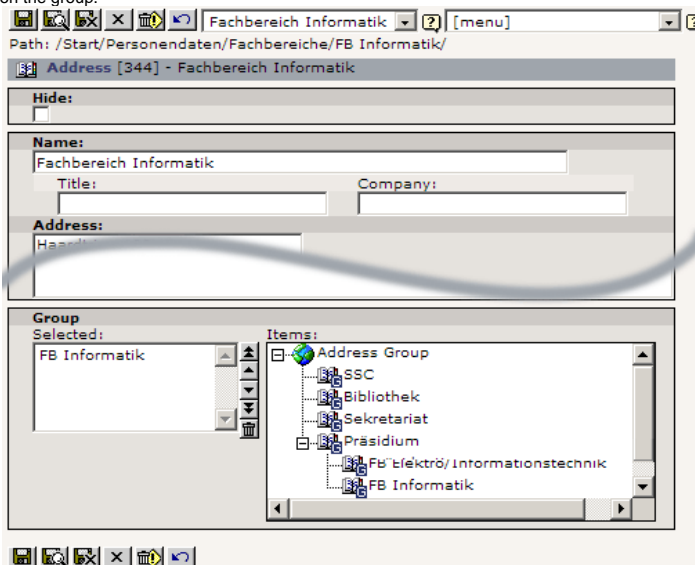 on the group.
Fachbereich Informatik [menu]
Path: /Start/Personendaten/Fachbereiche/FB Informatik/
Address [344] - Fachbereich Informatik
Hide:
Name:
Fachbereich Informatik
Title: Company:
Address:
Group
Selected: Items:
FB Informatik
Address Group
SSC
Bibliothek
Sekretariat
Präsidium
FB Elektro/Informationstechnik
FB Informatik